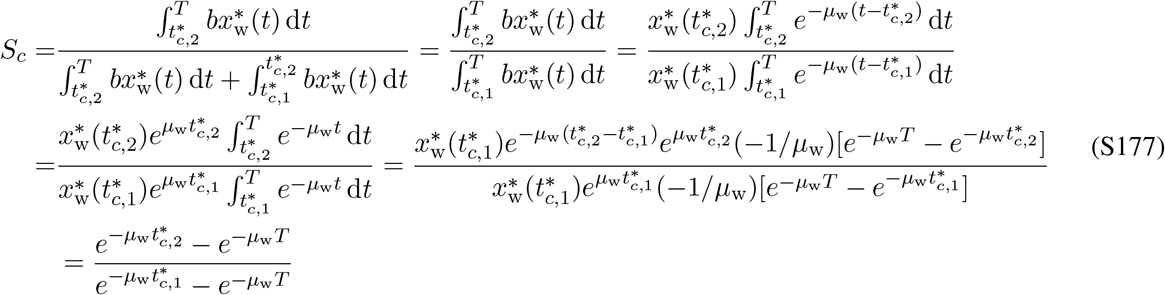 S_c = \frac{\int_{t^*_{c,2}}^{T} b x^*_{\mathrm{w}}(t)\,\mathrm{d}t}{\int_{t^*_{c,2}}^{T} b x^*_{\mathrm{w}}(t)\,\mathrm{d}t + \int_{t^*_{c,1}}^{t^*_{c,2}} b x^*_{\mathrm{w}}(t)\,\mathrm{d}t} = \frac{\int_{t^*_{c,2}}^{T} b x^*_{\mathrm{w}}(t)\,\mathrm{d}t}{\int_{t^*_{c,1}}^{T} b x^*_{\mathrm{w}}(t)\,\mathrm{d}t} = \frac{x^*_{\mathrm{w}}(t^*_{c,2}) \int_{t^*_{c,2}}^{T} e^{-\mu_{\mathrm{w}}(t-t^*_{c,2})}\,\mathrm{d}t}{x^*_{\mathrm{w}}(t^*_{c,1}) \int_{t^*_{c,1}}^{T} e^{-\mu_{\mathrm{w}}(t-t^*_{c,1})}\,\mathrm{d}t}
= \frac{x^*_{\mathrm{w}}(t^*_{c,2}) e^{\mu_{\mathrm{w}} t^*_{c,2}} \int_{t^*_{c,2}}^{T} e^{-\mu_{\mathrm{w}} t}\,\mathrm{d}t}{x^*_{\mathrm{w}}(t^*_{c,1}) e^{\mu_{\mathrm{w}} t^*_{c,1}} \int_{t^*_{c,1}}^{T} e^{-\mu_{\mathrm{w}} t}\,\mathrm{d}t} = \frac{x^*_{\mathrm{w}}(t^*_{c,1}) e^{-\mu_{\mathrm{w}}(t^*_{c,2}-t^*_{c,1})} e^{\mu_{\mathrm{w}} t^*_{c,2}} (-1/\mu_{\mathrm{w}})[e^{-\mu_{\mathrm{w}} T} - e^{-\mu_{\mathrm{w}} t^*_{c,2}}]}{x^*_{\mathrm{w}}(t^*_{c,1}) e^{\mu_{\mathrm{w}} t^*_{c,1}} (-1/\mu_{\mathrm{w}})[e^{-\mu_{\mathrm{w}} T} - e^{-\mu_{\mathrm{w}} t^*_{c,1}}]} (S177)
= \frac{e^{-\mu_{\mathrm{w}} t^*_{c,2}} - e^{-\mu_{\mathrm{w}} T}}{e^{-\mu_{\mathrm{w}} t^*_{c,1}} - e^{-\mu_{\mathrm{w}} T}}